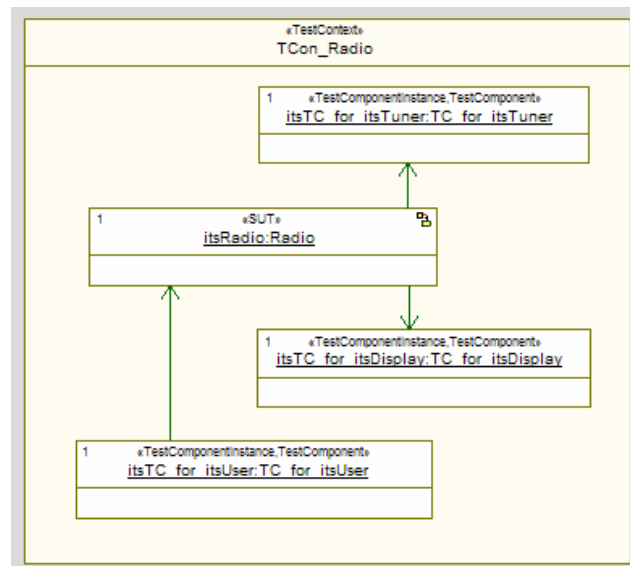 «TestContext»
TCon_Radio
1 «TestComponentInstance,TestComponent»
itsTC_for_itsTuner:TC_for_itsTuner
1 «SUT»
itsRadio:Radio
1 «TestComponentInstance,TestComponent»
itsTC_for_itsDisplay:TC_for_itsDisplay
1 «TestComponentInstance,TestComponent»
itsTC_for_itsUser:TC_for_itsUser